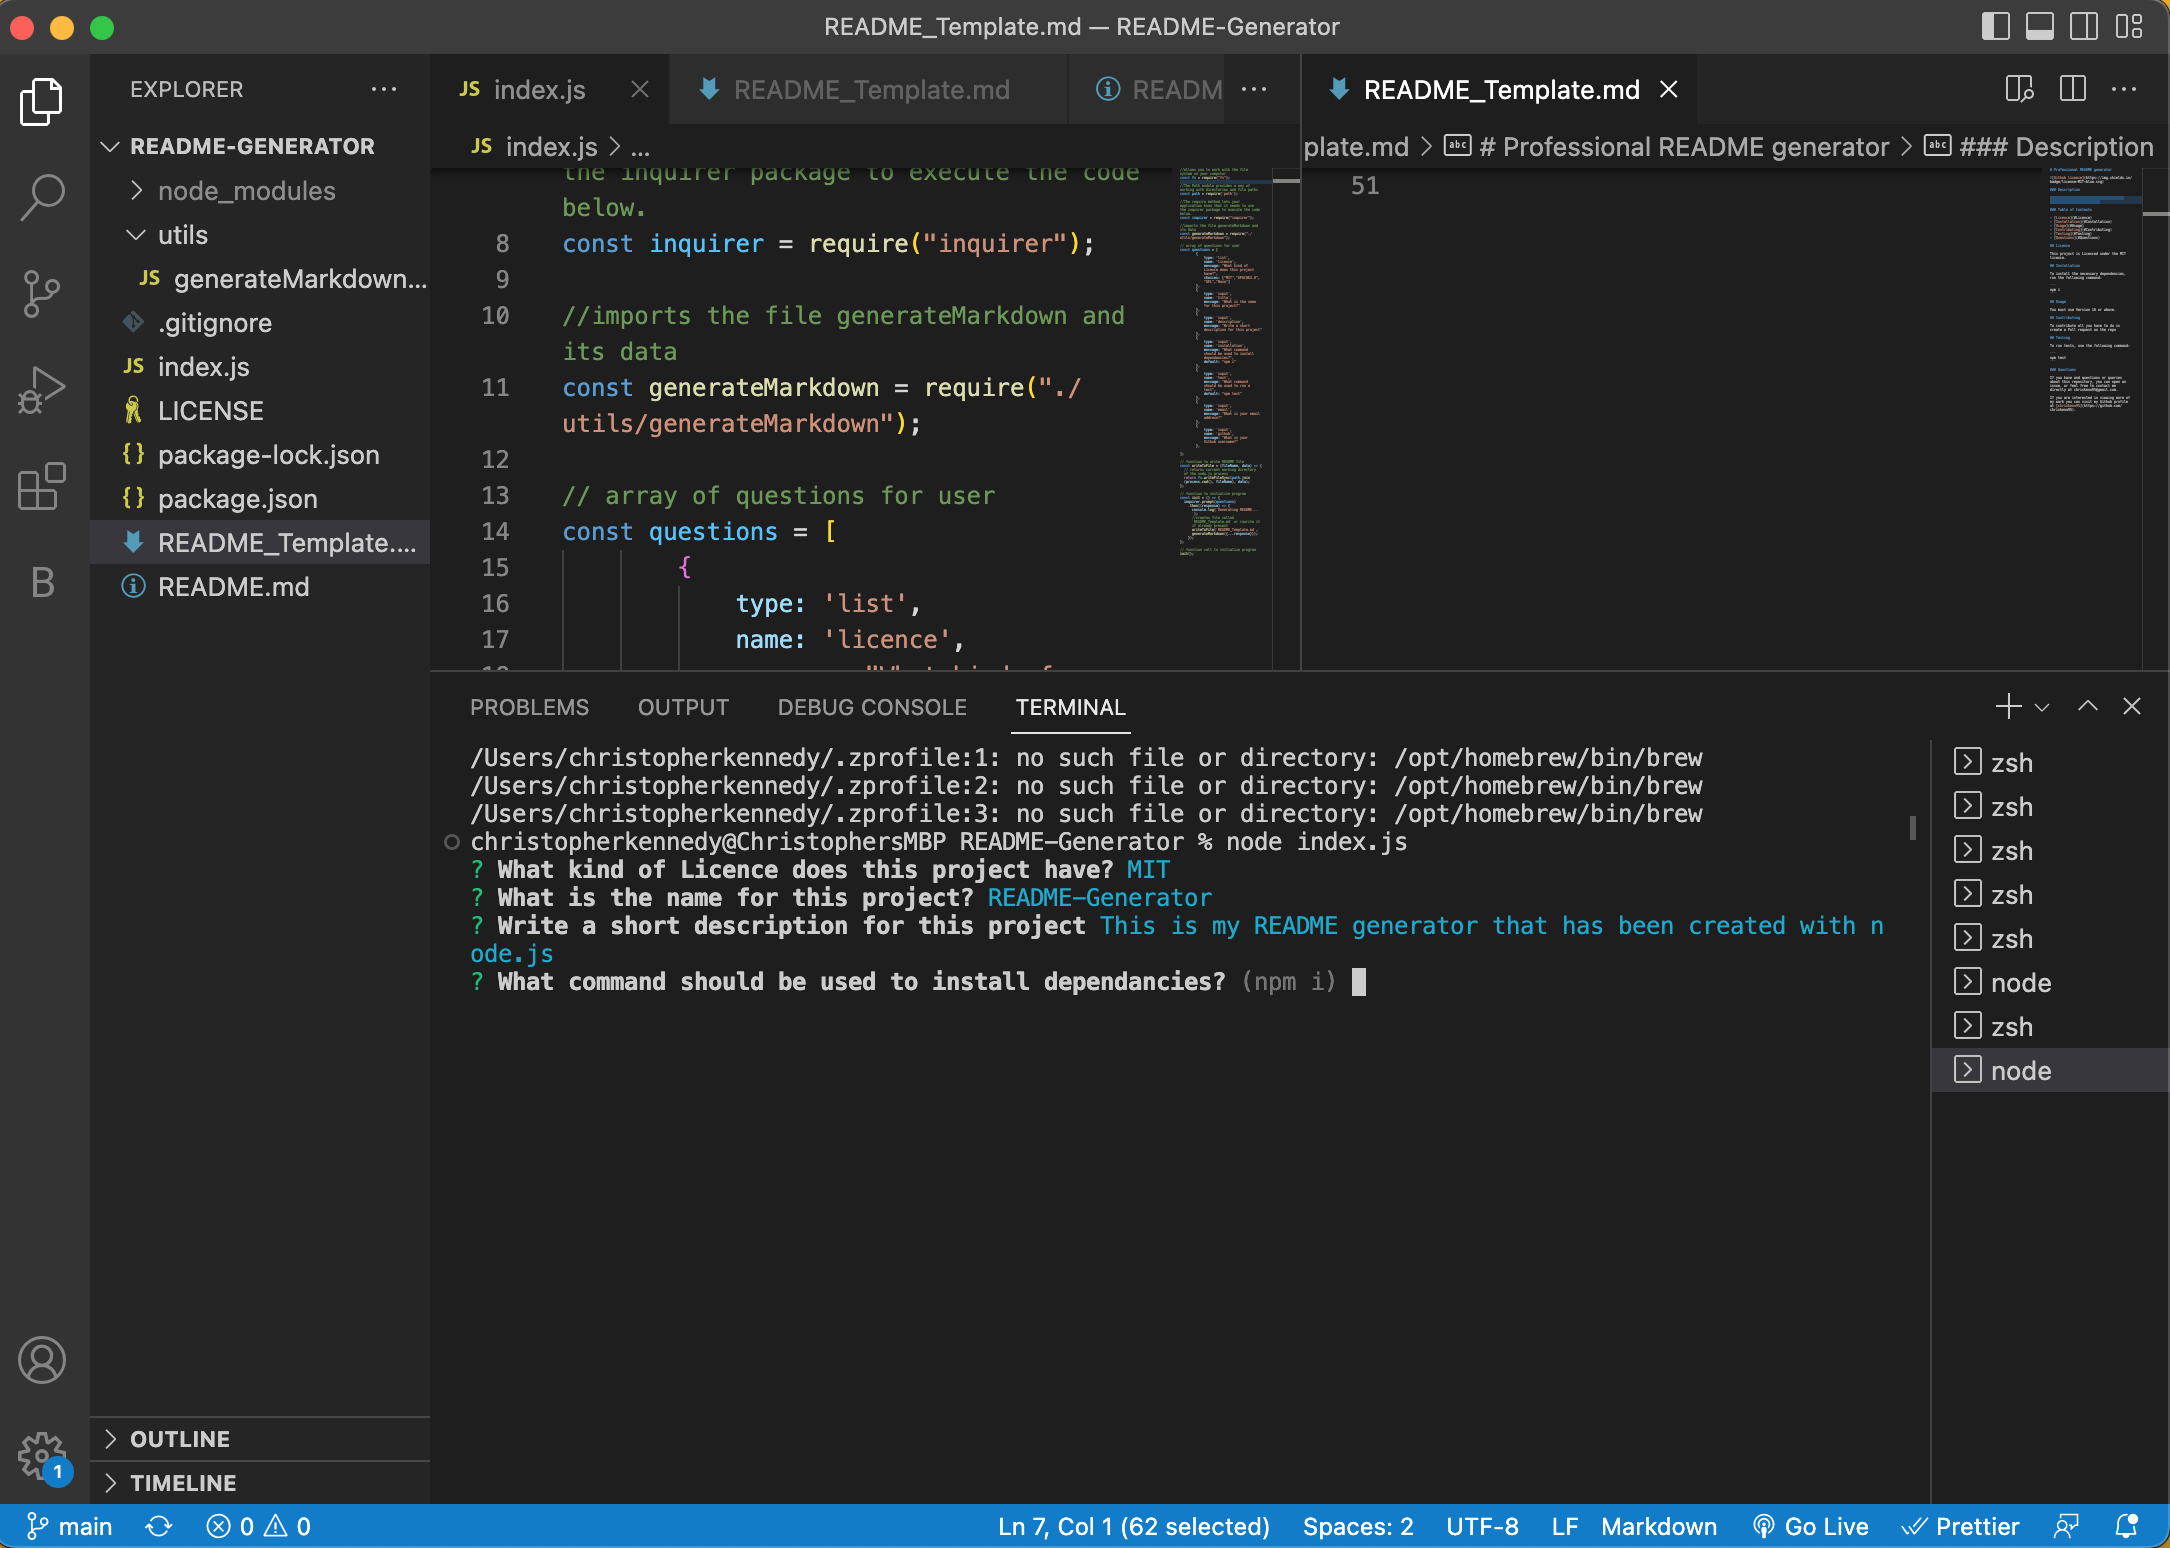 README_Template.md — README-Generator
EXPLORER
README-GENERATOR
node_modules
utils
JS generateMarkdown...
.gitignore
JS index.js
LICENSE
{} package-lock.json
{} package.json
README_Template....
README.md
B
OUTLINE
TIMELINE
1
JS index.js
README_Template.md
READM
JS index.js > ...
the inquirer package to execute the code
below.
8 const inquirer = require("inquirer");
9
10 //imports the file generateMarkdown and
its data
11 const generateMarkdown = require("./
utils/generateMarkdown");
12
13 // array of questions for user
14 const questions = [
15 {
16 type: 'list',
17 name: 'licence',
README_Template.md
plate.md > # Professional README generator > ### Description
51
PROBLEMS OUTPUT DEBUG CONSOLE TERMINAL
/Users/christopherkennedy/.zprofile:1: no such file or directory: /opt/homebrew/bin/brew
/Users/christopherkennedy/.zprofile:2: no such file or directory: /opt/homebrew/bin/brew
/Users/christopherkennedy/.zprofile:3: no such file or directory: /opt/homebrew/bin/brew
christopherkennedy@ChristophersMBP README-Generator % node index.js
? What kind of Licence does this project have? MIT
? What is the name for this project? README-Generator
? Write a short description for this project This is my README generator that has been created with n
ode.js
? What command should be used to install dependancies? (npm i)
zsh
zsh
zsh
zsh
zsh
node
zsh
node
main 0 0 Ln 7, Col 1 (62 selected) Spaces: 2 UTF-8 LF Markdown Go Live Prettier